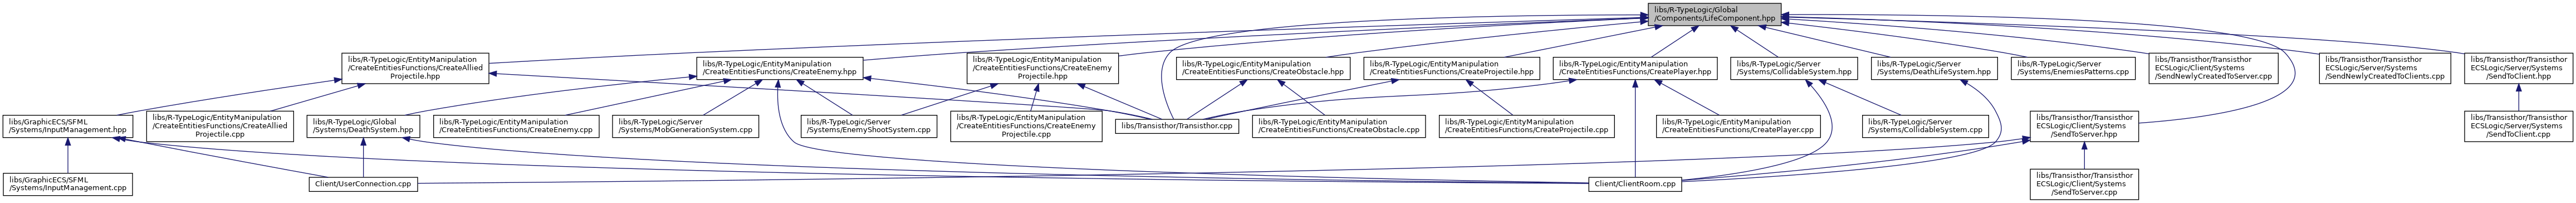 libs/R-TypeLogic/Global
/Components/LifeComponent.hpp
libs/R-TypeLogic/EntityManipulation
/CreateEntitiesFunctions/CreateAllied
Projectile.hpp
libs/R-TypeLogic/EntityManipulation
/CreateEntitiesFunctions/CreateEnemy.hpp
libs/R-TypeLogic/EntityManipulation
/CreateEntitiesFunctions/CreateEnemy
Projectile.hpp
libs/R-TypeLogic/EntityManipulation
/CreateEntitiesFunctions/CreateObstacle.hpp
libs/R-TypeLogic/EntityManipulation
/CreateEntitiesFunctions/CreateProjectile.hpp
libs/R-TypeLogic/EntityManipulation
/CreateEntitiesFunctions/CreatePlayer.hpp
libs/R-TypeLogic/Server
/Systems/CollidableSystem.hpp
libs/R-TypeLogic/Server
/Systems/DeathLifeSystem.hpp
libs/R-TypeLogic/Server
/Systems/EnemiesPatterns.cpp
libs/Transisthor/Transisthor
ECSLogic/Client/Systems
/SendNewlyCreatedToServer.cpp
libs/Transisthor/Transisthor
ECSLogic/Client/Systems
/SendNewlyCreatedToClients.cpp
libs/Transisthor/Transisthor
ECSLogic/Server/Systems
/SendToClient.hpp
libs/GraphicECS/SFML
/Systems/InputManagement.hpp
libs/R-TypeLogic/EntityManipulation
/CreateEntitiesFunctions/CreateAllied
Projectile.cpp
libs/R-TypeLogic/Global
/Systems/DeathSystem.hpp
libs/R-TypeLogic/EntityManipulation
/CreateEntitiesFunctions/CreateEnemy.cpp
libs/R-TypeLogic/Server
/Systems/MobGenerationSystem.cpp
libs/R-TypeLogic/Server
/Systems/EnemyShootSystem.cpp
libs/R-TypeLogic/EntityManipulation
/CreateEntitiesFunctions/CreateEnemy
Projectile.cpp
libs/Transisthor/Transisthor.cpp
libs/R-TypeLogic/EntityManipulation
/CreateEntitiesFunctions/CreateObstacle.cpp
libs/R-TypeLogic/EntityManipulation
/CreateEntitiesFunctions/CreateProjectile.cpp
libs/R-TypeLogic/EntityManipulation
/CreateEntitiesFunctions/CreatePlayer.cpp
libs/R-TypeLogic/Server
/Systems/CollidableSystem.cpp
libs/Transisthor/Transisthor
ECSLogic/Client/Systems
/SendToServer.hpp
libs/Transisthor/Transisthor
ECSLogic/Server/Systems
/SendToClient.cpp
libs/GraphicECS/SFML
/Systems/InputManagement.cpp
Client/UserConnection.cpp
Client/ClientRoom.cpp
libs/Transisthor/Transisthor
ECSLogic/Client/Systems
/SendToServer.cpp